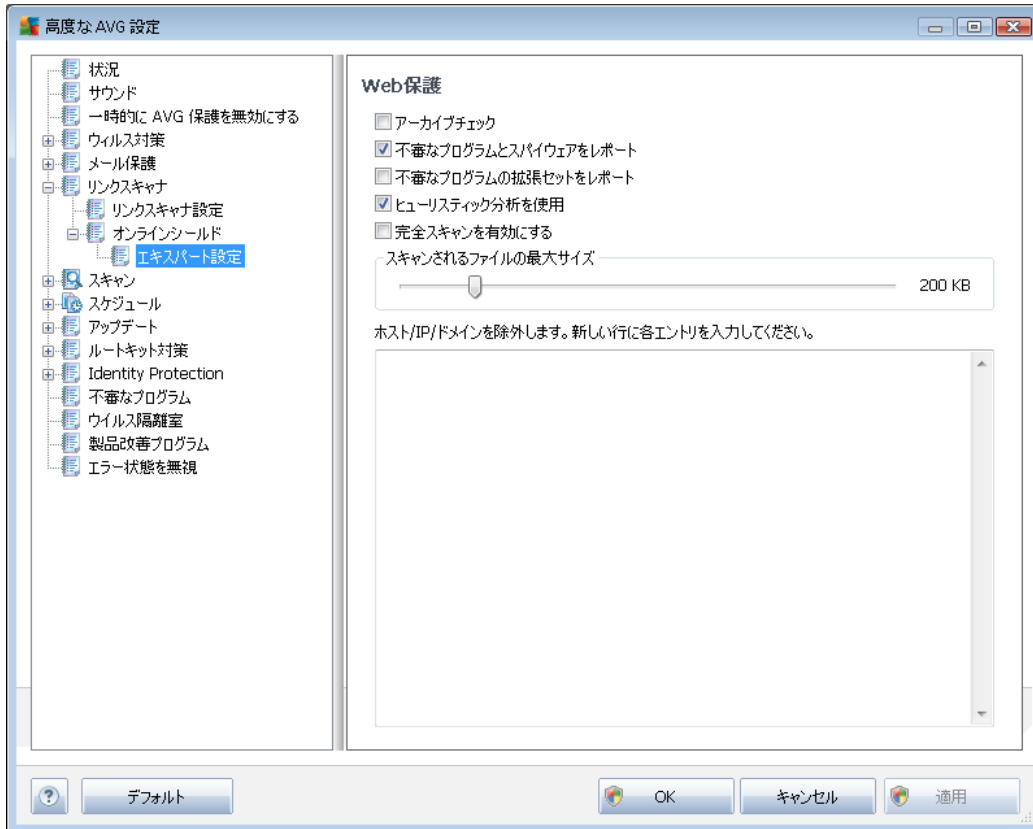 高度な AVG 設定
状況
サウンド
一時的に AVG 保護を無効にする
ウィルス対策
メール保護
リンクスキャナ
リンクスキャナ設定
オンラインシールド
エキスパート設定
スキャン
スケジュール
アップデート
ルートキット対策
Identity Protection
不審なプログラム
ウイルス隔離室
製品改善プログラム
エラー状態を無視
Web保護
アーカイブチェック
不審なプログラムとスパイウェアをレポート
不審なプログラムの拡張セットをレポート
ヒューリスティック分析を使用
完全スキャンを有効にする
スキャンされるファイルの最大サイズ
200 KB
ホスト/IP/ドメインを除外します。新しい行に各エントリを入力してください。
?
デフォルト
OK
キャンセル
適用